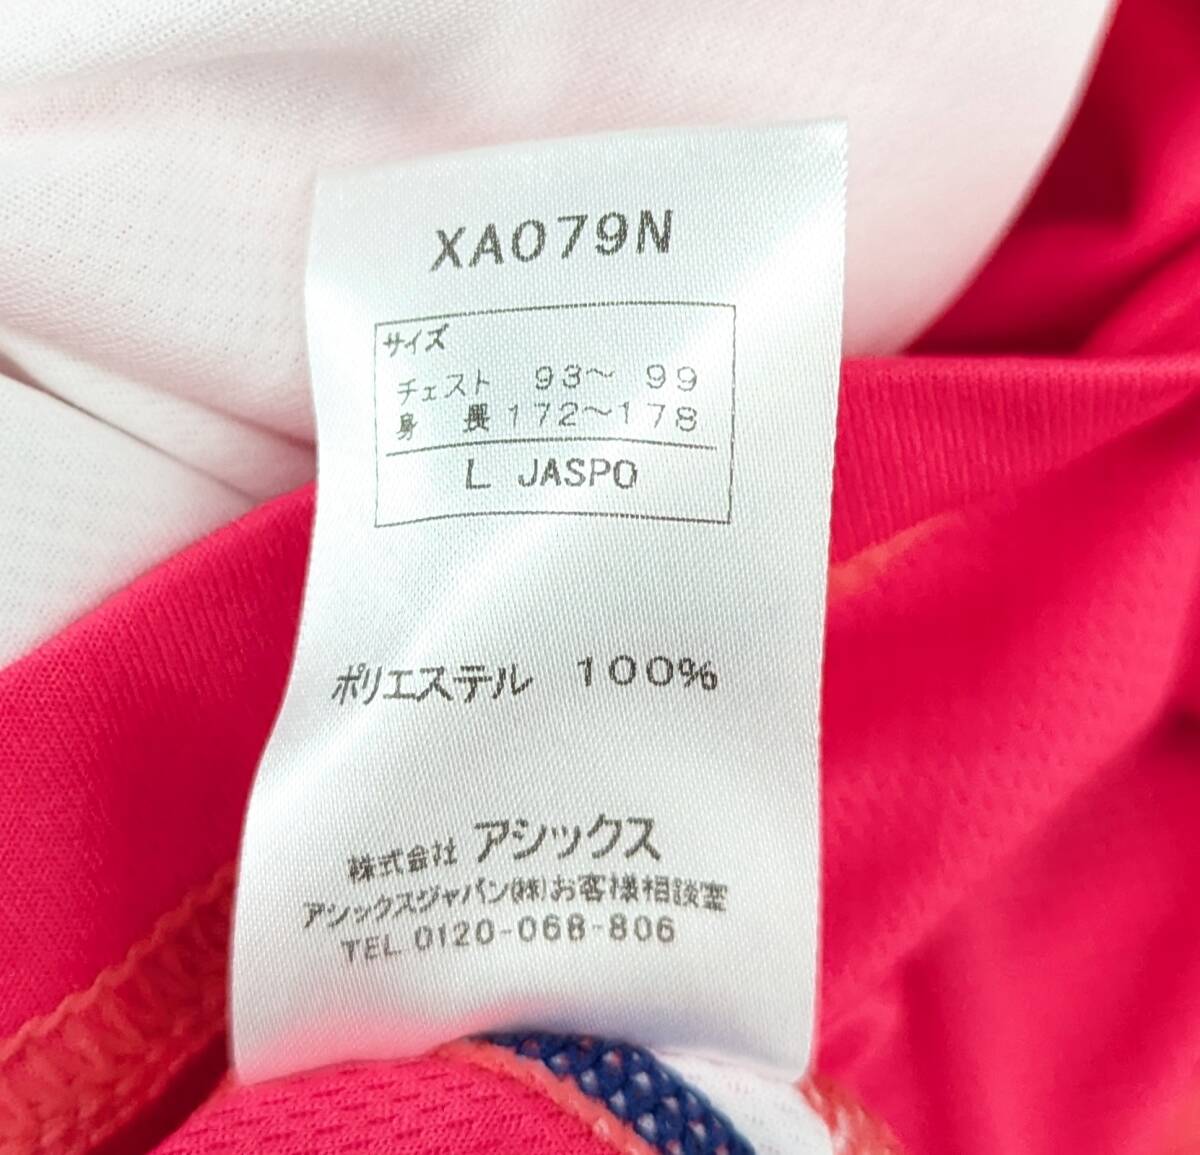 XA079N
サイズ
チェスト 93～ 99
身 長 172～178
L JASPO
ポリエステル 100%
株式会社 アシックス
アシックスジャパン(株)お客様相談室
TEL 0120-068-806